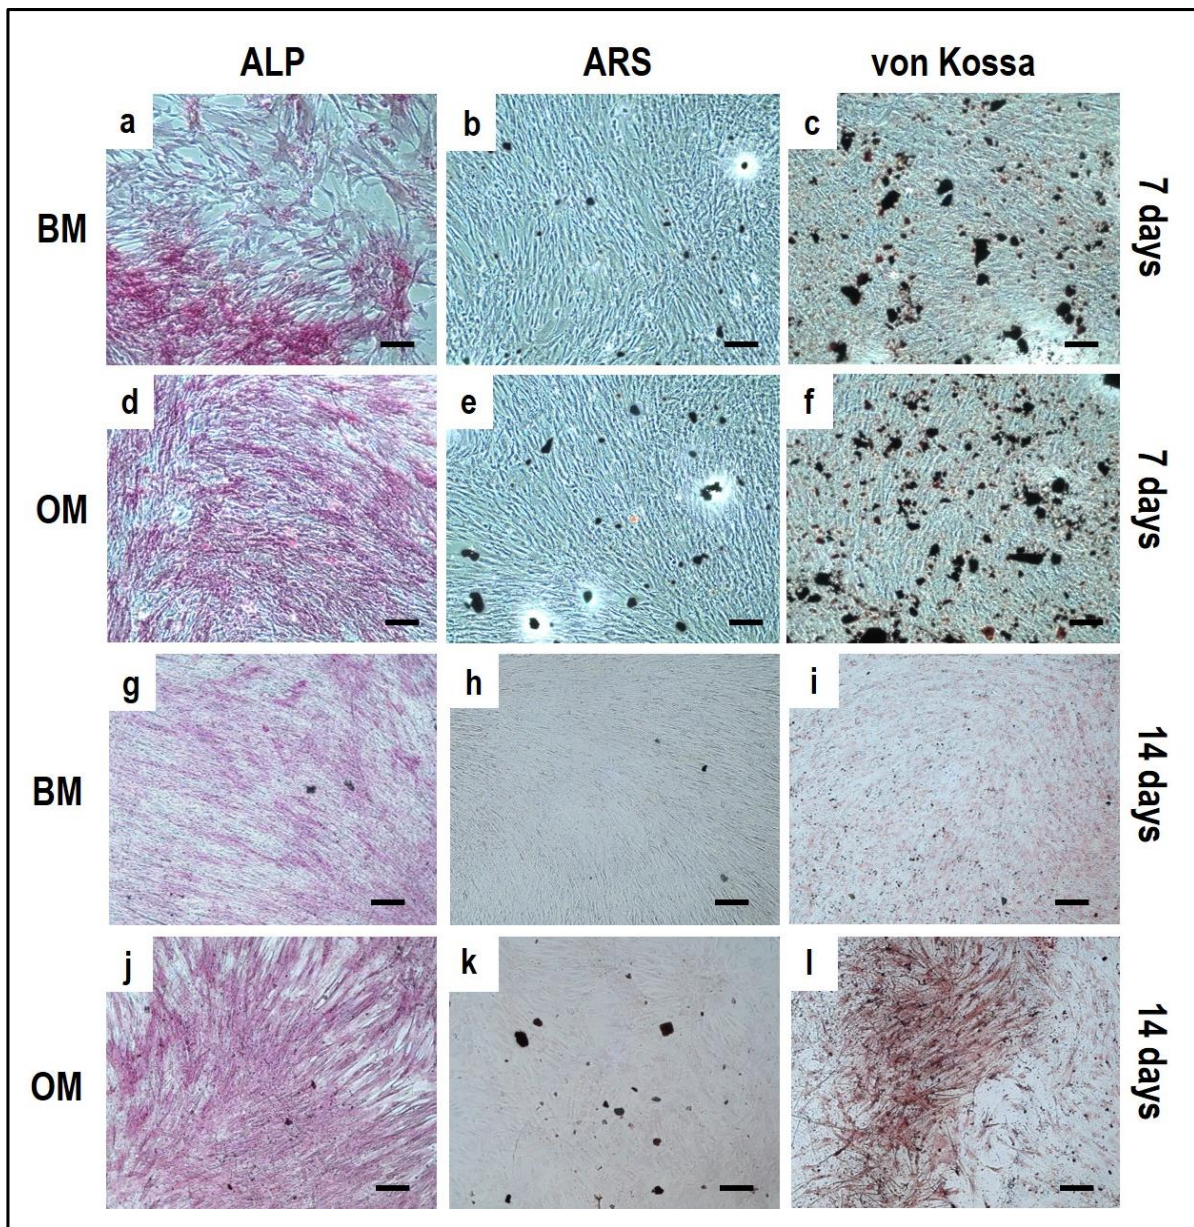 ALP ARS von Kossa
a b c
BM 7 days
d e f
OM 7 days
g h i
BM 14 days
j k l
OM 14 days